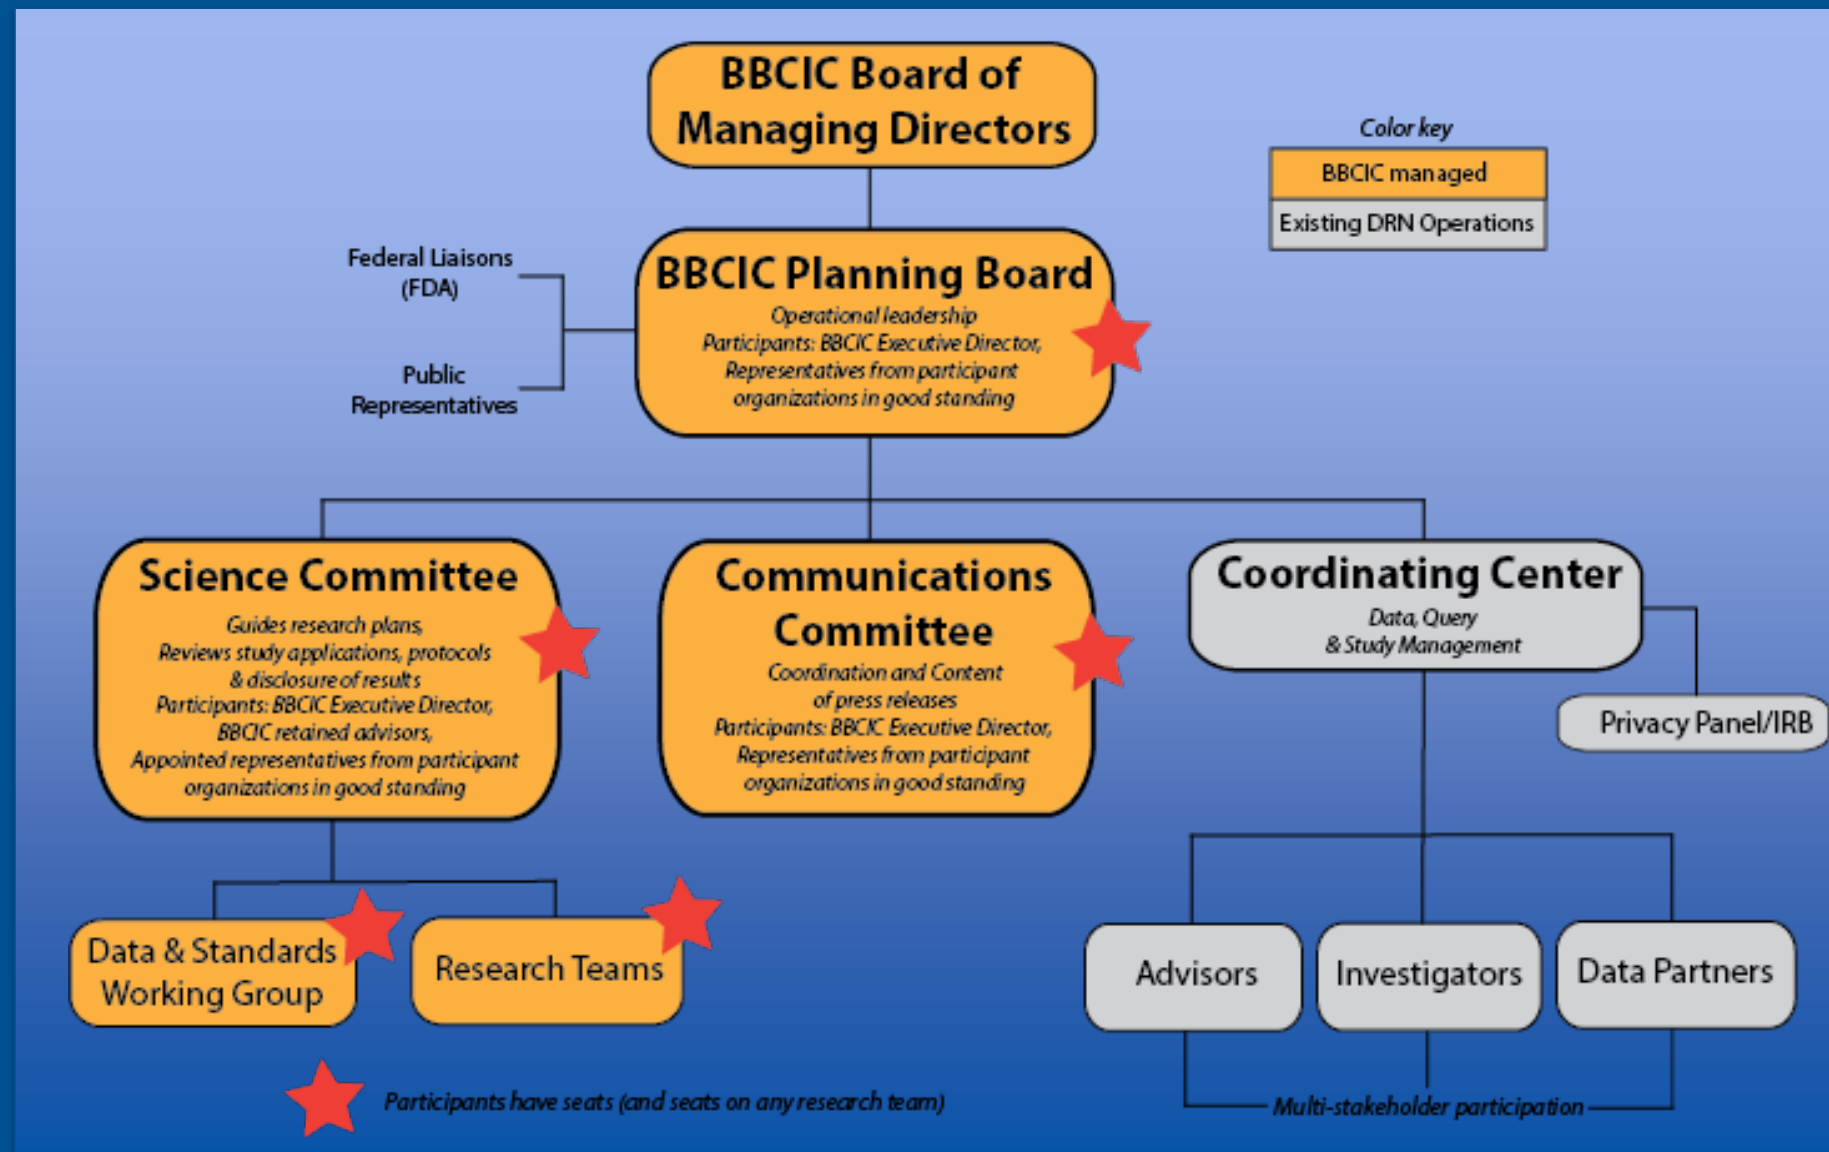 BBCIC Board of
Managing Directors
Color key
BBCIC managed
Existing DRN Operations
Federal Liaisons
(FDA)
Public
Representatives
BBCIC Planning Board
Operational leadership
Participants: BBCIC Executive Director,
Representatives from participant
organizations in good standing
Science Committee
Guides research plans,
Reviews study applications, protocols
& disclosure of results
Participants: BBCIC Executive Director,
BBCIC retained advisors,
Appointed representatives from participant
organizations in good standing
Communications
Committee
Coordination and Content
of press releases
Participants: BBCIC Executive Director,
Representatives from participant
organizations in good standing
Coordinating Center
Data, Query
& Study Management
Privacy Panel/IRB
Data & Standards
Working Group
Research Teams
Advisors
Investigators
Data Partners
Participants have seats (and seats on any research team)
Multi-stakeholder participation